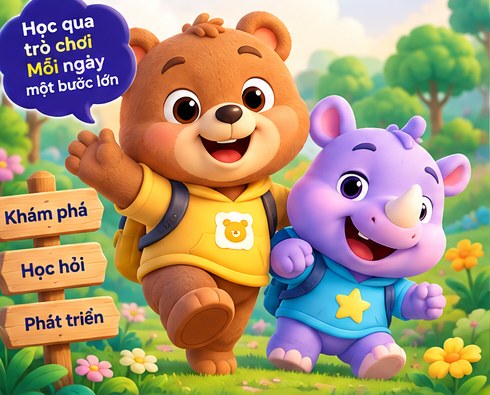 Học qua
trò chơi
Mỗi ngày
một bước lớn
Khám phá
Học hỏi
Phát triển